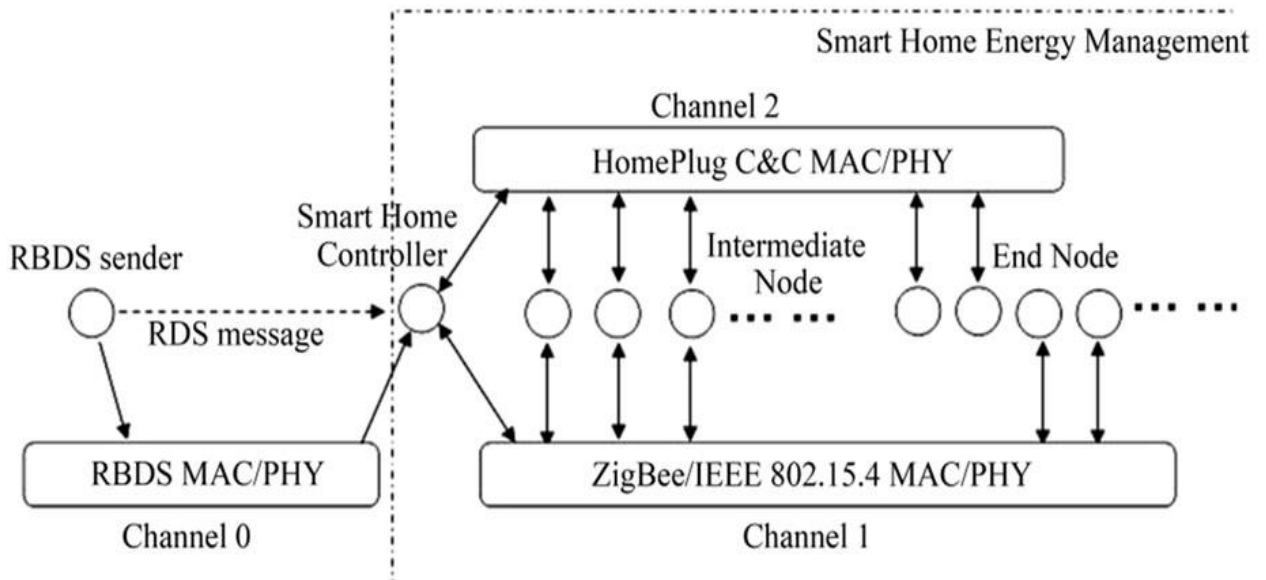 Smart Home Energy Management
Channel 2
HomePlug C&C MAC/PHY
Smart Home
Controller
RBDS sender
RDS message
Intermediate
Node
End Node
RBDS MAC/PHY
Channel 0
ZigBee/IEEE 802.15.4 MAC/PHY
Channel 1